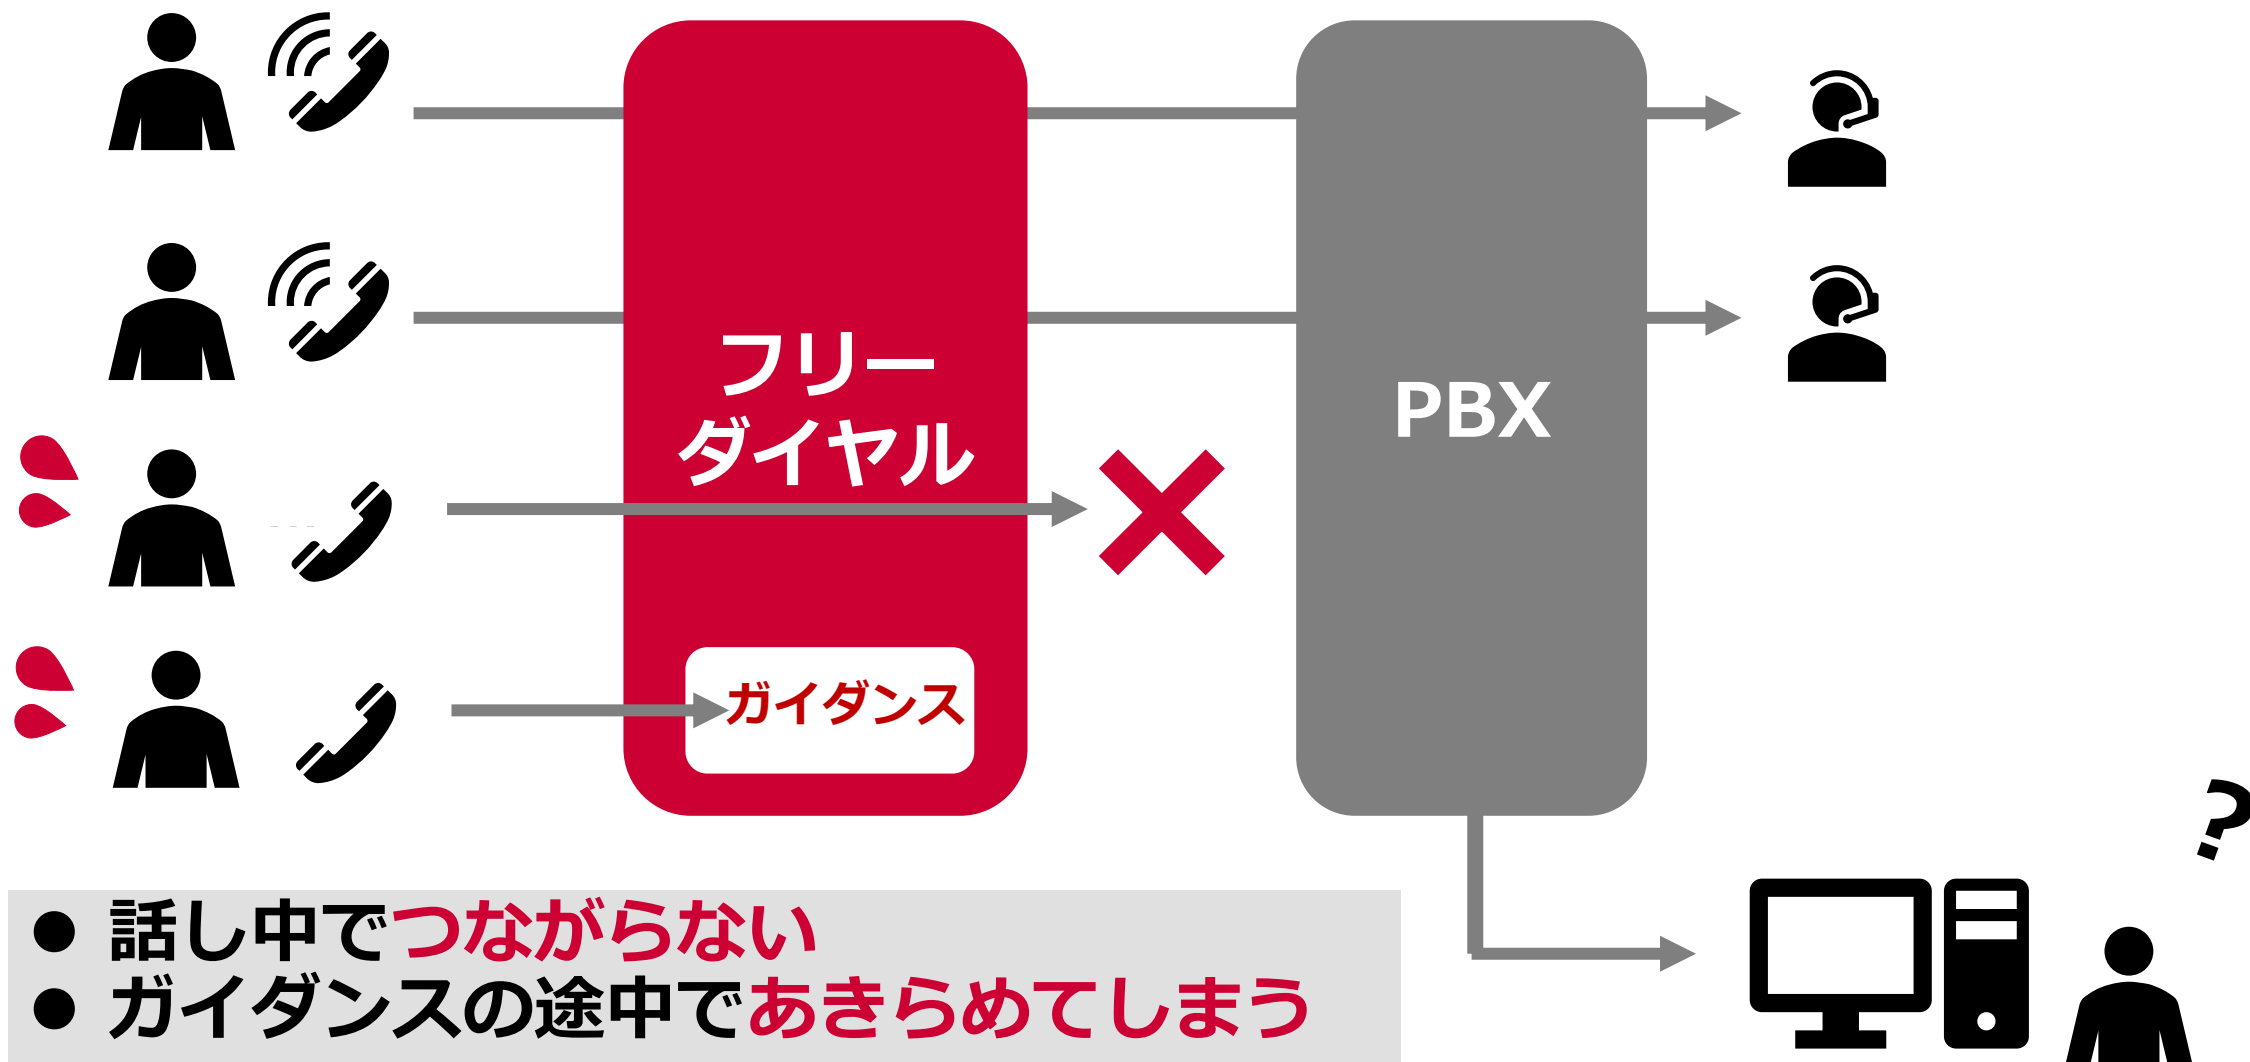 フリー
ダイヤル
PBX
ガイダンス
?
● 話し中でつながらない
● ガイダンスの途中であきらめてしまう